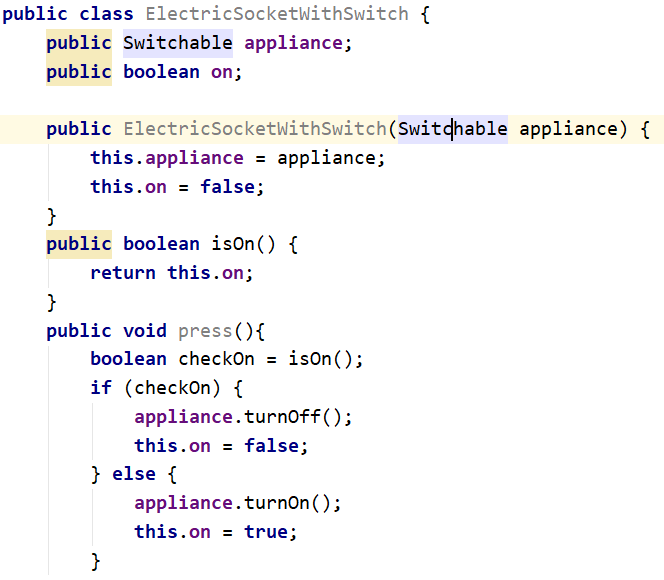 public class ElectricSocketWithSwitch {
    public Switchable appliance;
    public boolean on;

    public ElectricSocketWithSwitch(Switchable appliance) {
        this.appliance = appliance;
        this.on = false;
    }
    public boolean isOn() {
        return this.on;
    }
    public void press(){
        boolean checkOn = isOn();
        if (checkOn) {
            appliance.turnOff();
            this.on = false;
        } else {
            appliance.turnOn();
            this.on = true;
        }